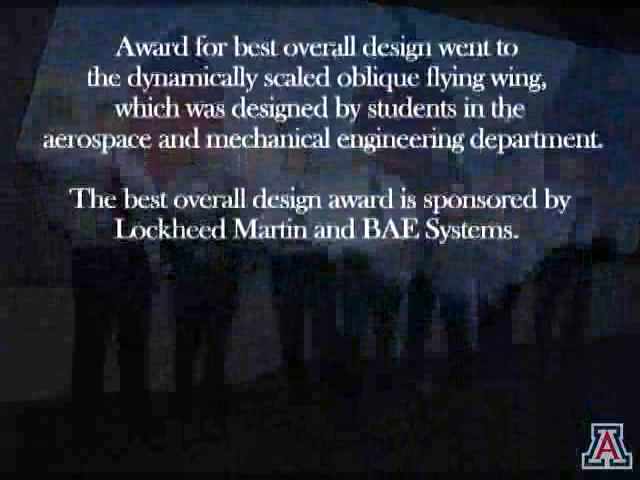 Award for best overall design went to
the dynamically scaled oblique flying wing,
which was designed by students in the
aerospace and mechanical engineering department.
The best overall design award is sponsored by
Lockheed Martin and BAE Systems.
A